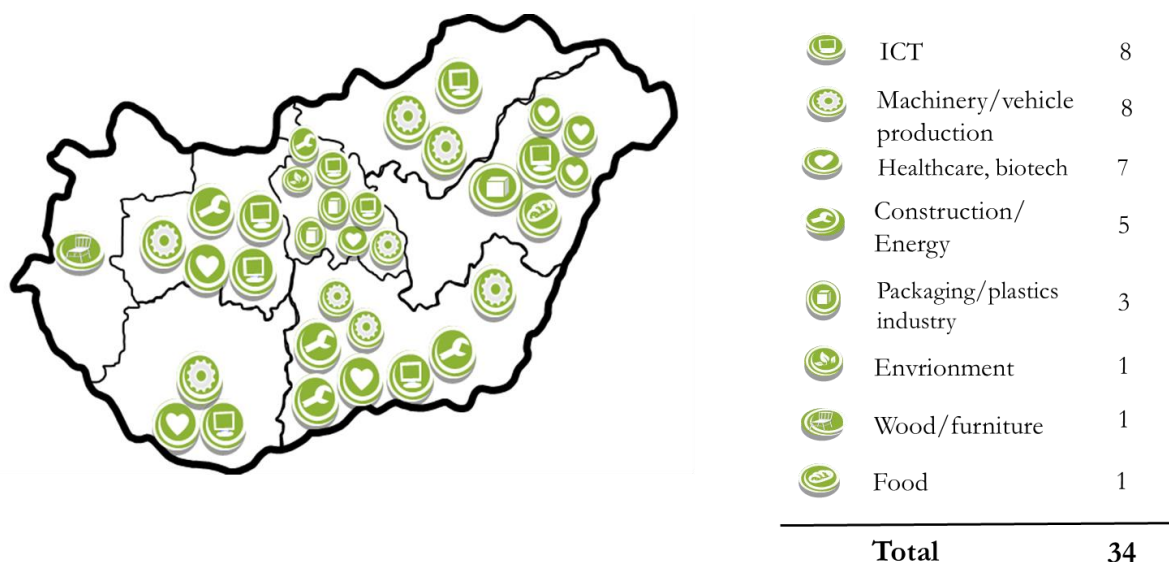 ICT 8
Machinery/vehicle
production 8
Healthcare, biotech 7
Construction/
Energy 5
Packaging/plastics
industry 3
Envrionment 1
Wood/furniture 1
Food 1
Total 34